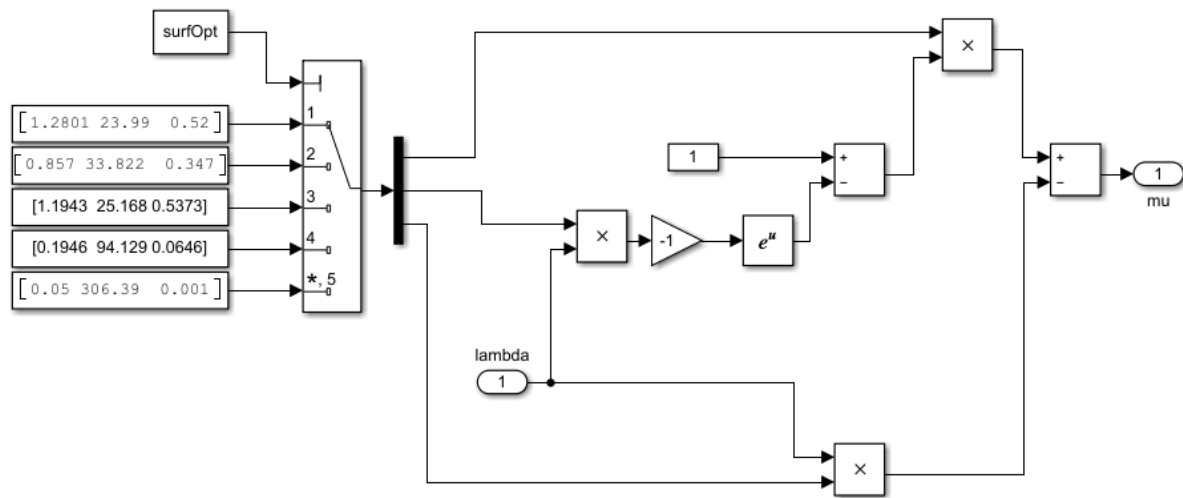 surfOpt
[1.2801 23.99 0.52]
1
[0.857 33.822 0.347]
2
[1.1943 25.168 0.5373]
3
[0.1946 94.129 0.0646]
4
[0.05 306.39 0.001]
*, 5
×
1
+
−
+
−
1
mu
×
-1
e^u
lambda
1
×